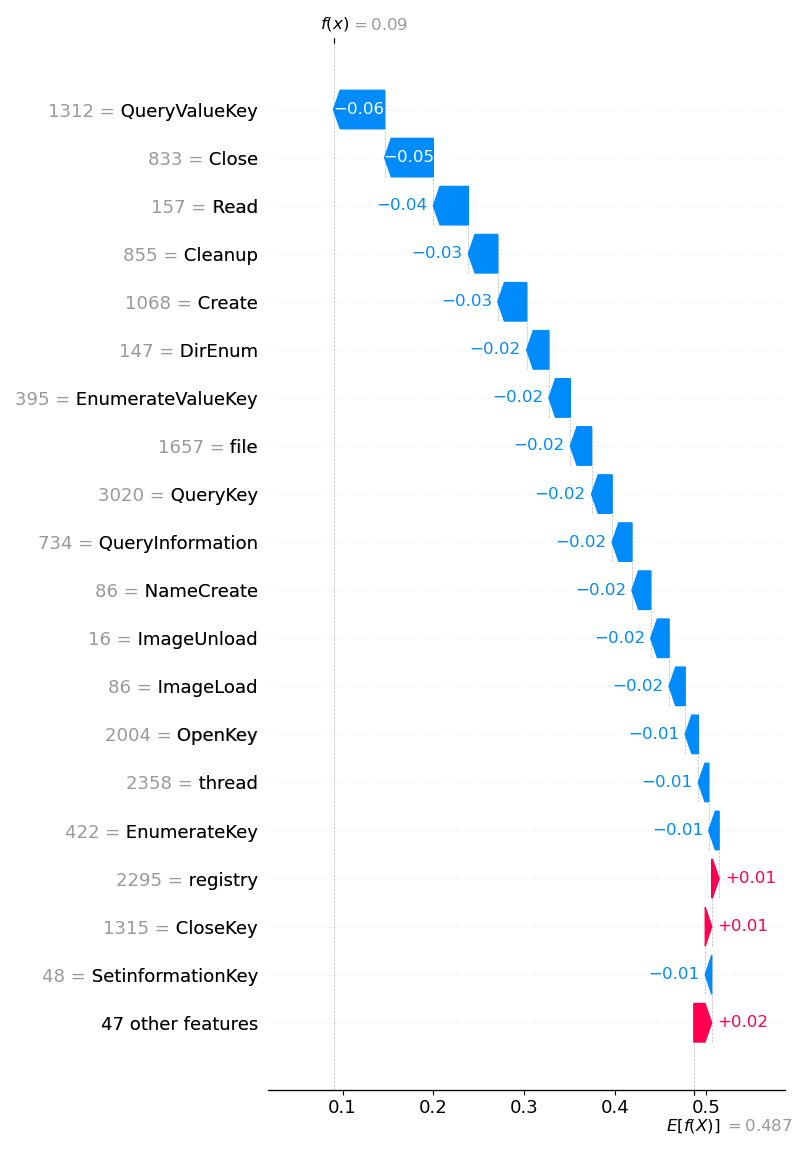 f(x) = 0.09
1312 = QueryValueKey −0.06
833 = Close −0.05
157 = Read −0.04
855 = Cleanup −0.03
1068 = Create −0.03
147 = DirEnum −0.02
395 = EnumerateValueKey −0.02
1657 = file −0.02
3020 = QueryKey −0.02
734 = QueryInformation −0.02
86 = NameCreate −0.02
16 = ImageUnload −0.02
86 = ImageLoad −0.02
2004 = OpenKey −0.01
2358 = thread −0.01
422 = EnumerateKey −0.01
2295 = registry +0.01
1315 = CloseKey +0.01
48 = SetinformationKey −0.01
47 other features +0.02
0.1 0.2 0.3 0.4 0.5
E[f(X)] = 0.487